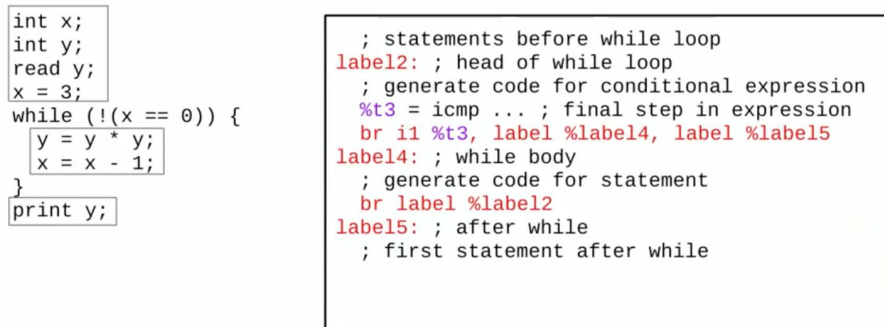 int x;
int y;
read y;
x = 3;
while (!(x == 0)) {
y = y * y;
x = x - 1;
}
print y;
; statements before while loop
label2: ; head of while loop
; generate code for conditional expression
%t3 = icmp ... ; final step in expression
br i1 %t3, label %label4, label %label5
label4: ; while body
; generate code for statement
br label %label2
label5: ; after while
; first statement after while